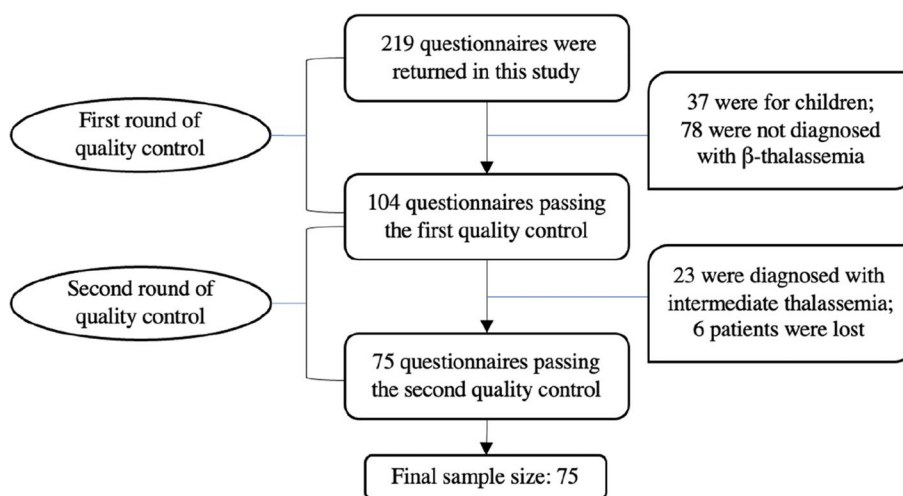 219 questionnaires were
returned in this study
37 were for children;
78 were not diagnosed
with β-thalassemia
First round of
quality control
104 questionnaires passing
the first quality control
23 were diagnosed with
intermediate thalassemia;
6 patients were lost
Second round of
quality control
75 questionnaires passing
the second quality control
Final sample size: 75